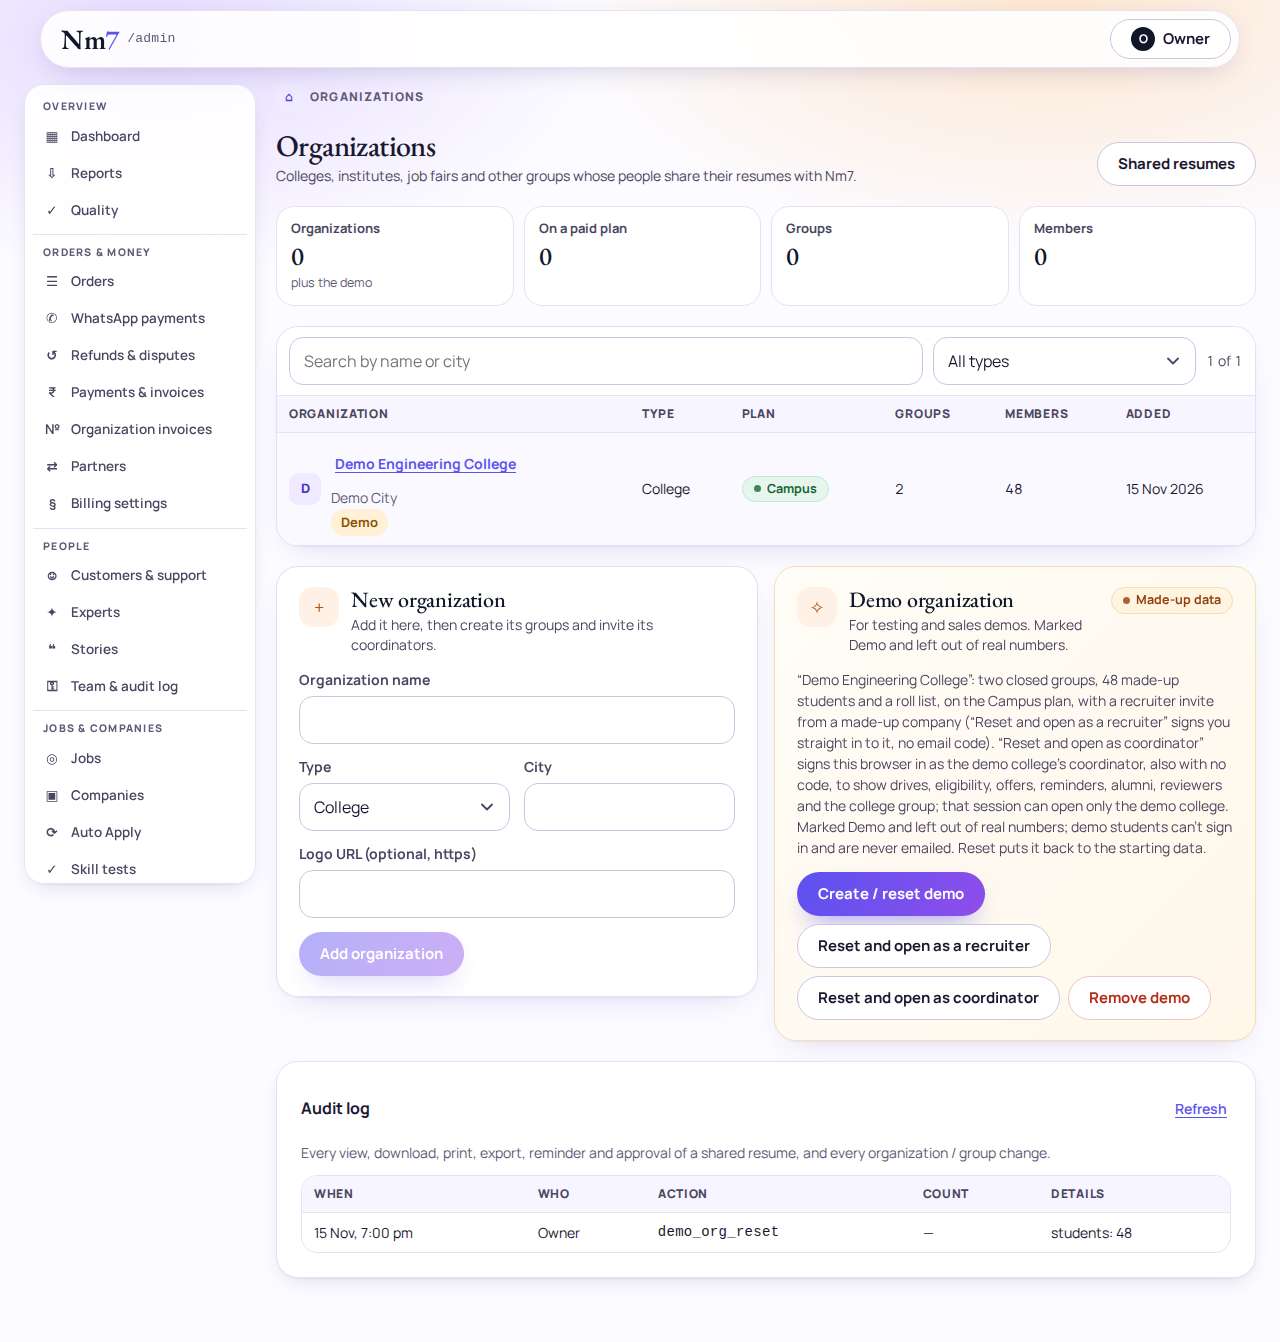 Nm7 /admin
O Owner
OVERVIEW
Dashboard
Reports
Quality
ORDERS & MONEY
Orders
WhatsApp payments
Refunds & disputes
₹ Payments & invoices
Nº Organization invoices
Partners
§ Billing settings
PEOPLE
Customers & support
Experts
❝ Stories
Team & audit log
JOBS & COMPANIES
Jobs
Companies
Auto Apply
Skill tests
ORGANIZATIONS
Organizations
Colleges, institutes, job fairs and other groups whose people share their resumes with Nm7.
Shared resumes
Organizations
0
plus the demo
On a paid plan
0
Groups
0
Members
0
Search by name or city
All types
1 of 1
ORGANIZATION TYPE PLAN GROUPS MEMBERS ADDED
D Demo Engineering College
Demo City
Demo
College Campus 2 48 15 Nov 2026
+ New organization
Add it here, then create its groups and invite its
coordinators.
Organization name
Type City
College
Logo URL (optional, https)
Add organization
Demo organization
Made-up data
For testing and sales demos. Marked
Demo and left out of real numbers.
“Demo Engineering College”: two closed groups, 48 made-up
students and a roll list, on the Campus plan, with a recruiter invite
from a made-up company (“Reset and open as a recruiter” signs you
straight in to it, no email code). “Reset and open as coordinator”
signs this browser in as the demo college’s coordinator, also with no
code, to show drives, eligibility, offers, reminders, alumni, reviewers
and the college group; that session can open only the demo college.
Marked Demo and left out of real numbers; demo students can’t sign
in and are never emailed. Reset puts it back to the starting data.
Create / reset demo
Reset and open as a recruiter
Reset and open as coordinator
Remove demo
Audit log
Refresh
Every view, download, print, export, reminder and approval of a shared resume, and every organization / group change.
WHEN WHO ACTION COUNT DETAILS
15 Nov, 7:00 pm Owner demo_org_reset — students: 48